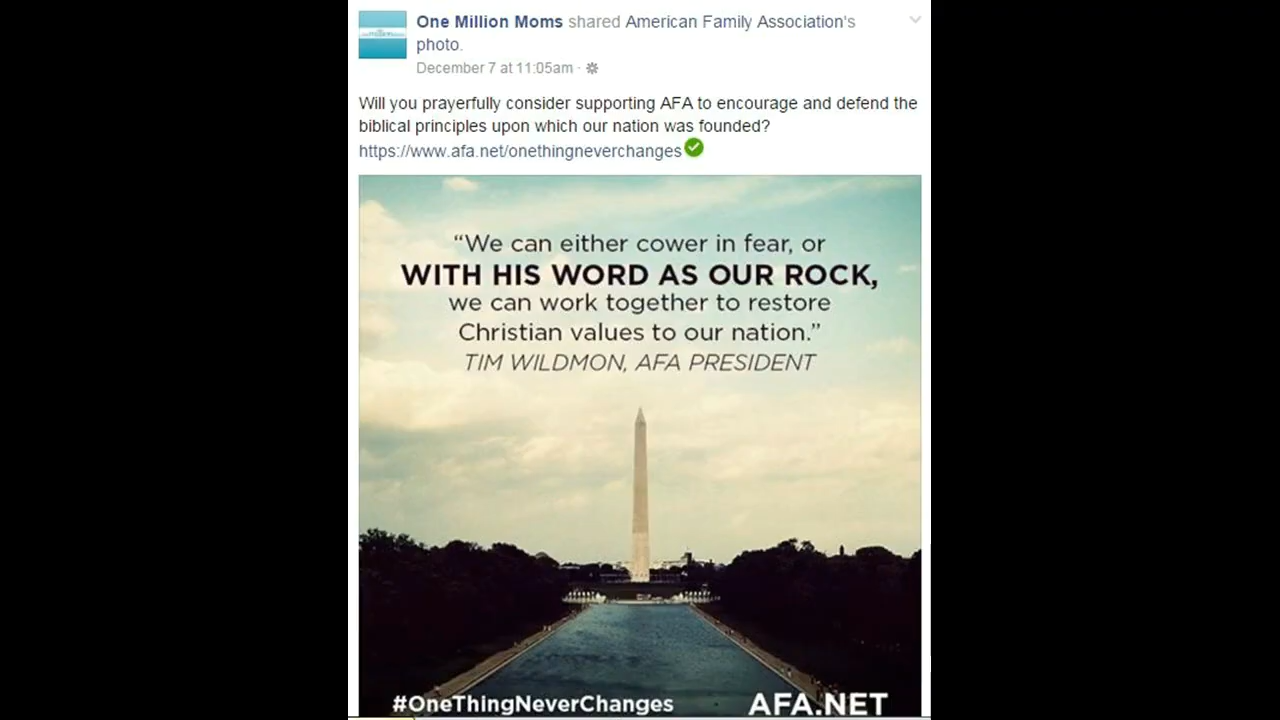 One Million Moms shared American Family Association's
photo.
December 7 at 11:05am ·
Will you prayerfully consider supporting AFA to encourage and defend the
biblical principles upon which our nation was founded?
https://www.afa.net/onethingneverchanges
“We can either cower in fear, or
WITH HIS WORD AS OUR ROCK,
we can work together to restore
Christian values to our nation.”
TIM WILDMON, AFA PRESIDENT
#OneThingNeverChanges AFA.NET